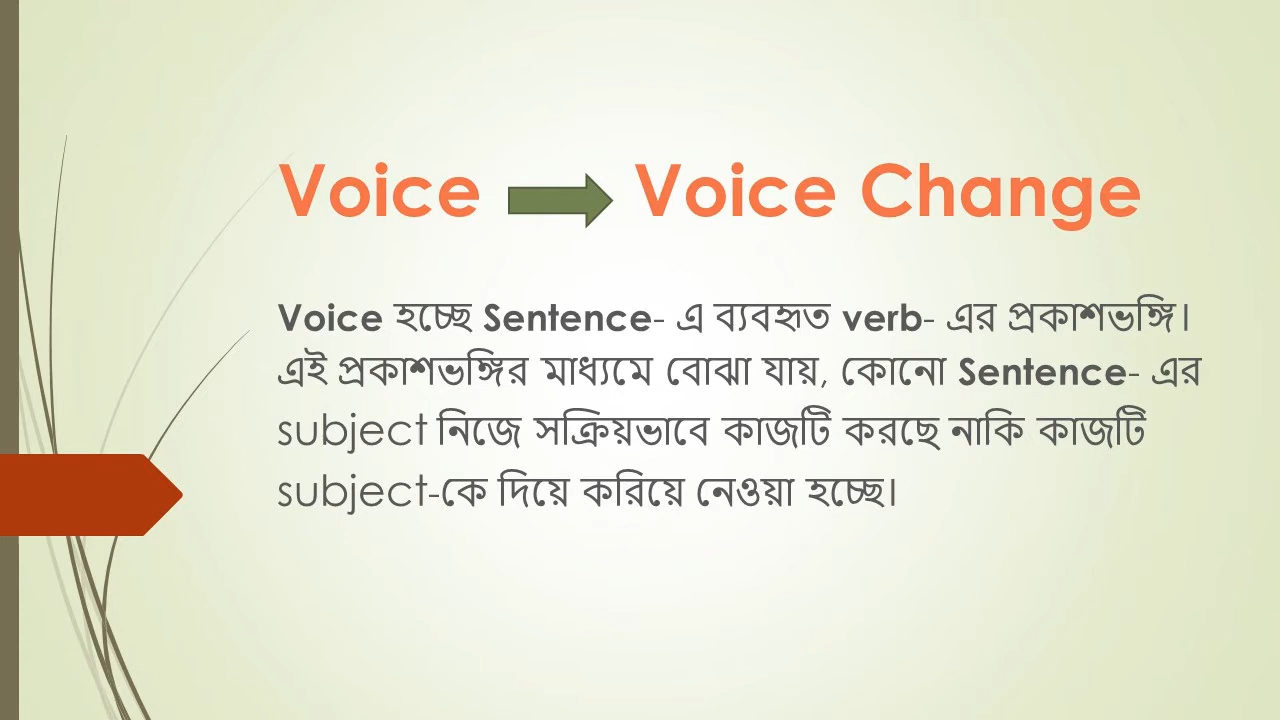 Voice Voice Change
Voice হচ্ছে Sentence- এ ব্যবহৃত verb- এর প্রকাশভঙ্গি।
এই প্রকাশভঙ্গির মাধ্যমে বোঝা যায়, কোনো Sentence- এর
subject নিজে সক্রিয়ভাবে কাজটি করছে নাকি কাজটি
subject-কে দিয়ে করিয়ে নেওয়া হচ্ছে।